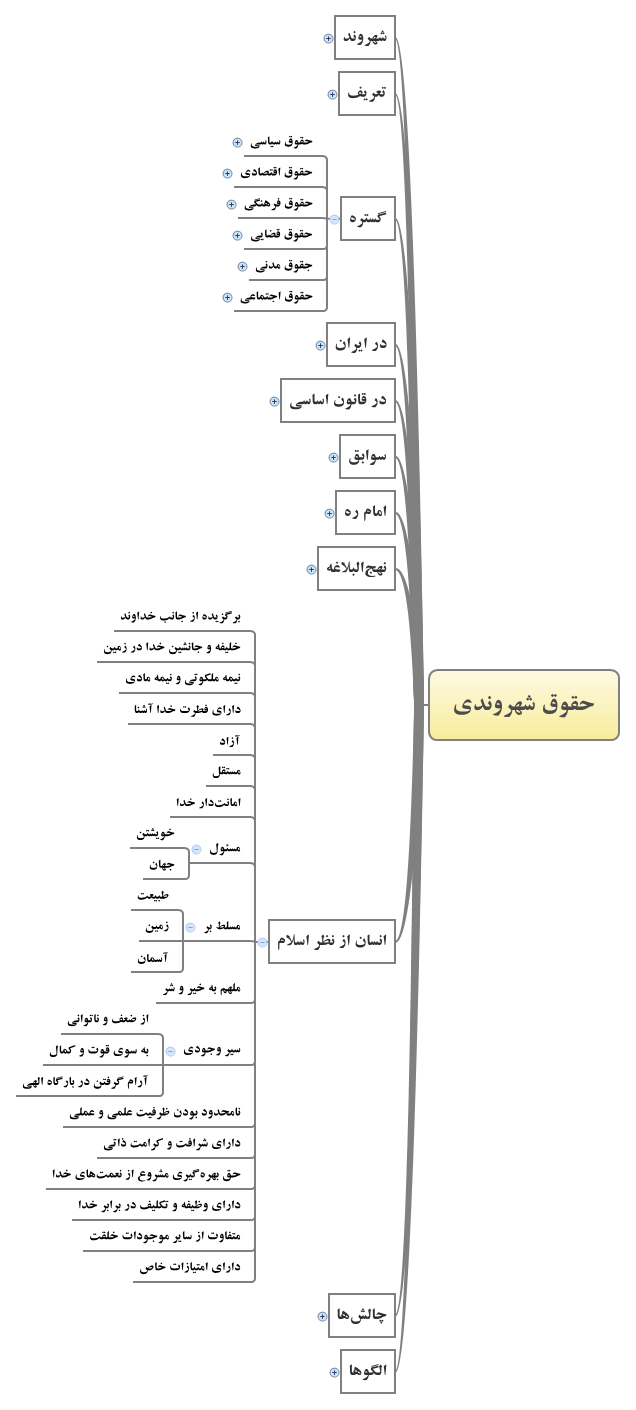 حقوق شهروندی
شهروند
تعریف
گستره
حقوق سیاسی
حقوق اقتصادی
حقوق فرهنگی
حقوق قضایی
جقوق مدنی
حقوق اجتماعی
در ایران
در قانون اساسی
سوابق
امام ره
نهج‌البلاغه
انسان از نظر اسلام
برگزیده از جانب خداوند
خلیفه و جانشین خدا در زمین
نیمه ملکوتی و نیمه مادی
دارای فطرت خدا آشنا
آزاد
مستقل
امانت‌دار خدا
مسئول
خویشتن
جهان
مسلط بر
طبیعت
زمین
آسمان
ملهم به خیر و شر
سیر وجودی
از ضعف و ناتوانی
به سوی قوت و کمال
آرام گرفتن در بارگاه الهی
نامحدود بودن ظرفیت علمی و عملی
دارای شرافت و کرامت ذاتی
حق بهره‌گیری مشروع از نعمت‌های خدا
دارای وظیفه و تکلیف در برابر خدا
متفاوت از سایر موجودات خلقت
دارای امتیازات خاص
چالش‌ها
الگوها